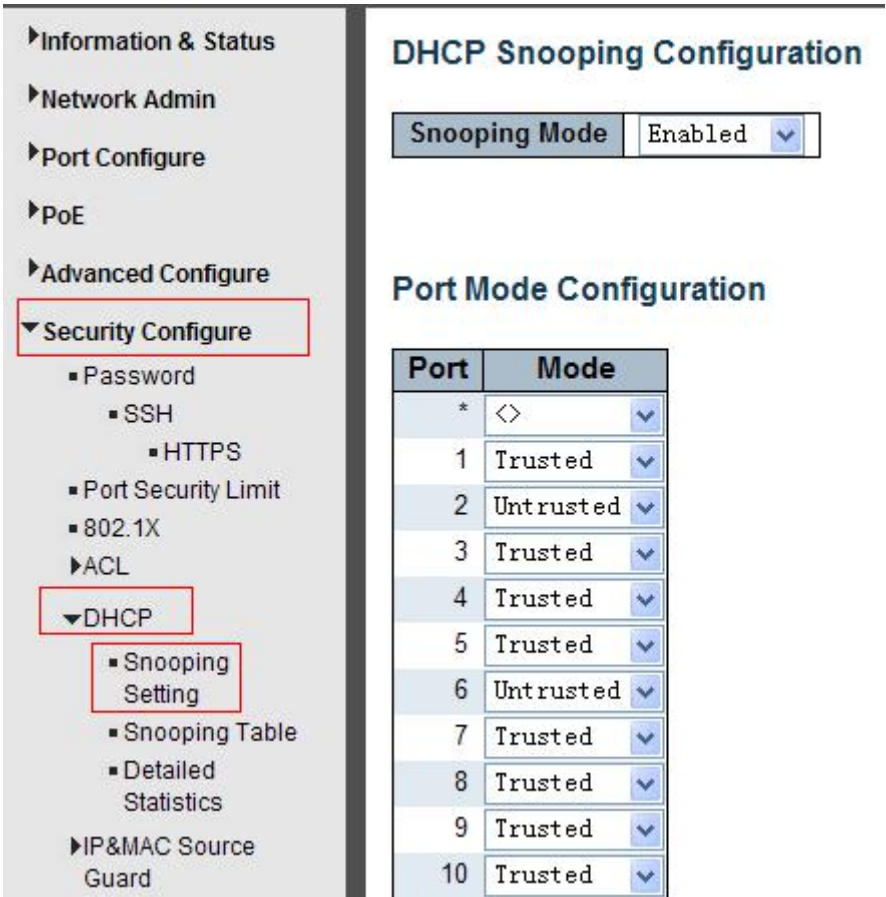 Information & Status
Network Admin
Port Configure
PoE
Advanced Configure
Security Configure
Password
SSH
HTTPS
Port Security Limit
802.1X
ACL
DHCP
Snooping
Setting
Snooping Table
Detailed
Statistics
IP&MAC Source
Guard
DHCP Snooping Configuration
Snooping Mode Enabled
Port Mode Configuration
Port Mode
* <>
1 Trusted
2 Untrusted
3 Trusted
4 Trusted
5 Trusted
6 Untrusted
7 Trusted
8 Trusted
9 Trusted
10 Trusted